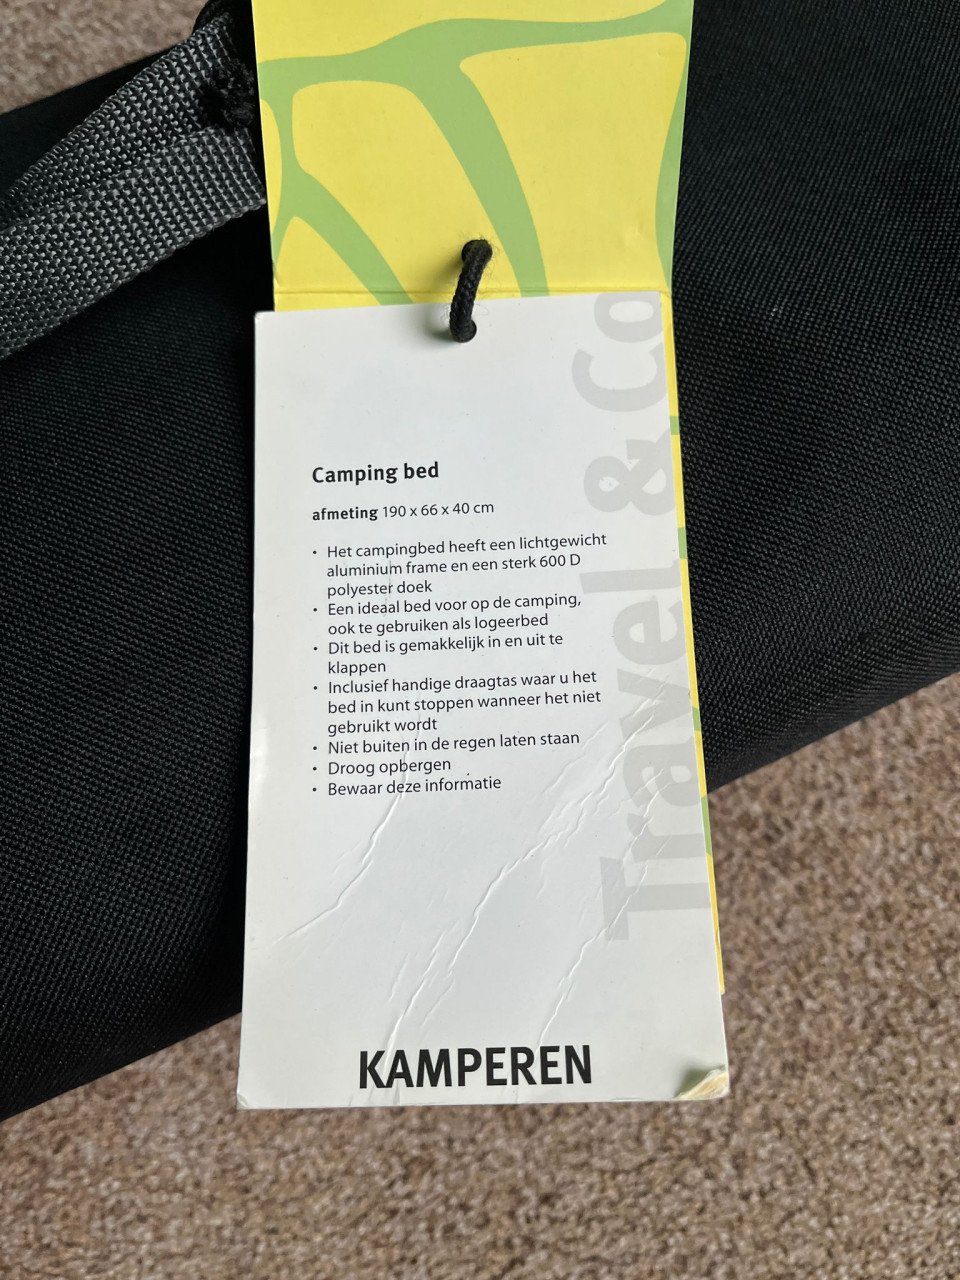 Camping bed
afmeting 190 x 66 x 40 cm
• Het campingbed heeft een lichtgewicht
aluminium frame en een sterk 600 D
polyester doek
• Een ideaal bed voor op de camping,
ook te gebruiken als logeerbed
• Dit bed is gemakkelijk in en uit te
klappen
• Inclusief handige draagtas waar u het
bed in kunt stoppen wanneer het niet
gebruikt wordt
• Niet buiten in de regen laten staan
• Droog opbergen
• Bewaar deze informatie
Travel & Co
KAMPEREN